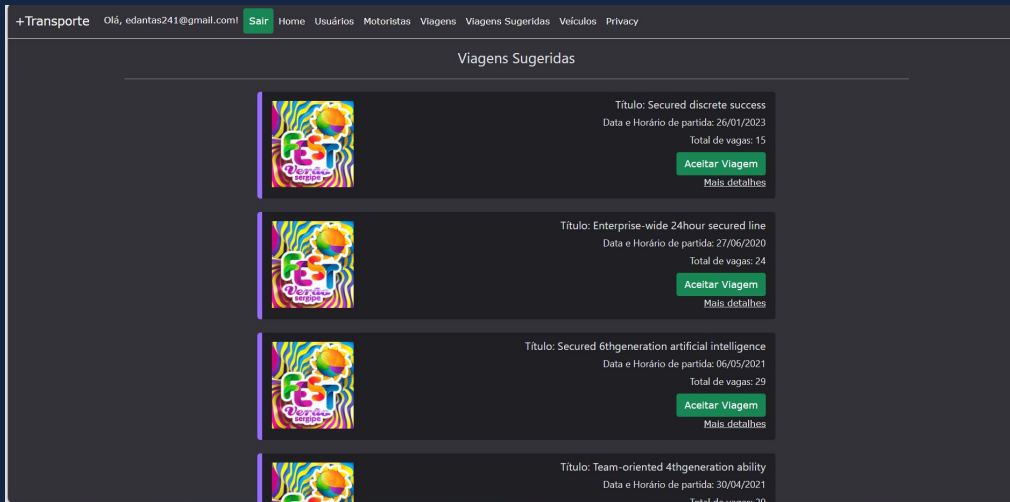 +Transporte Olá, edantas241@gmail.com! Sair Home Usuários Motoristas Viagens Viagens Sugeridas Veículos Privacy
Viagens Sugeridas
FEST
Verão
sergipe
Título: Secured discrete success
Data e Horário de partida: 26/01/2023
Total de vagas: 15
Aceitar Viagem
Mais detalhes
FEST
Verão
sergipe
Título: Enterprise-wide 24hour secured line
Data e Horário de partida: 27/06/2020
Total de vagas: 24
Aceitar Viagem
Mais detalhes
FEST
Verão
sergipe
Título: Secured 6thgeneration artificial intelligence
Data e Horário de partida: 06/05/2021
Total de vagas: 29
Aceitar Viagem
Mais detalhes
Título: Team-oriented 4thgeneration ability
Data e Horário de partida: 30/04/2021
Total de vagas: